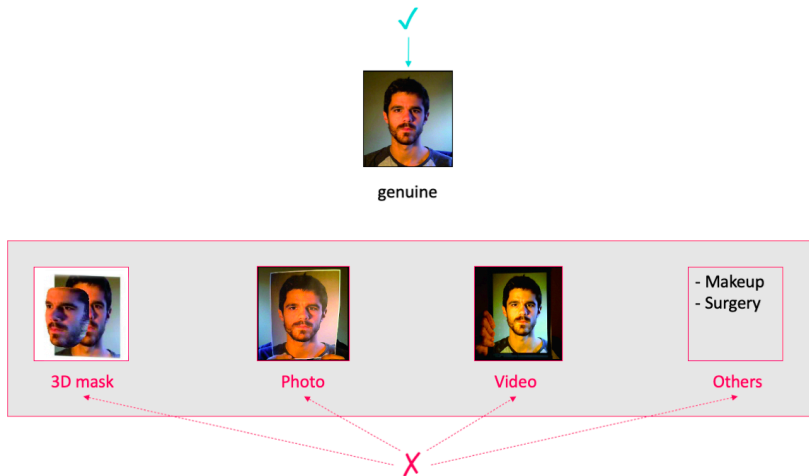 genuine
- Makeup
- Surgery
3D mask
Photo
Video
Others